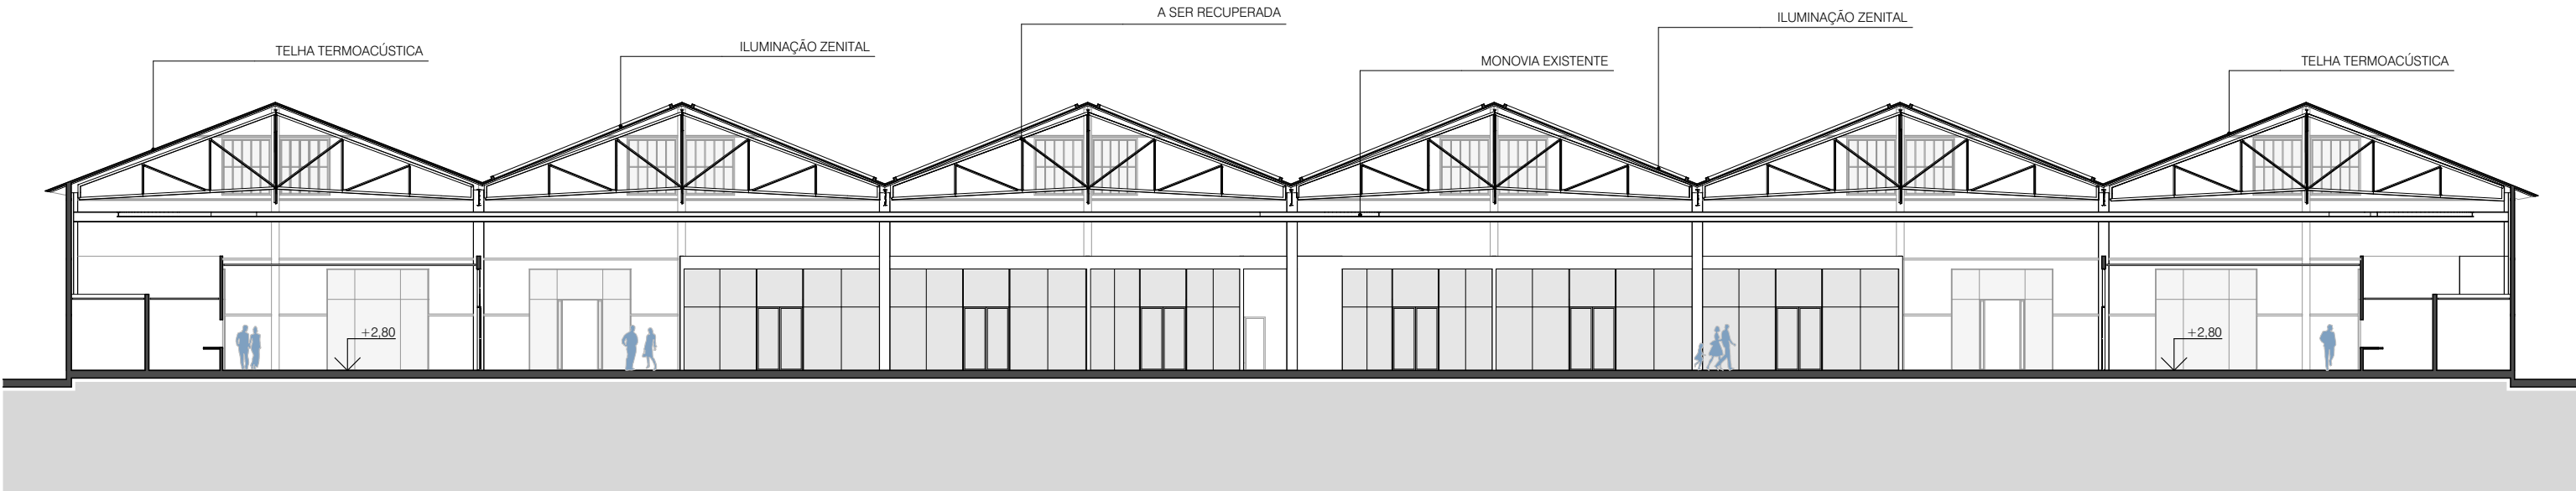 TELHA TERMOACÚSTICA
ILUMINAÇÃO ZENITAL
A SER RECUPERADA
MONOVIA EXISTENTE
ILUMINAÇÃO ZENITAL
TELHA TERMOACÚSTICA
+2,80
+2,80